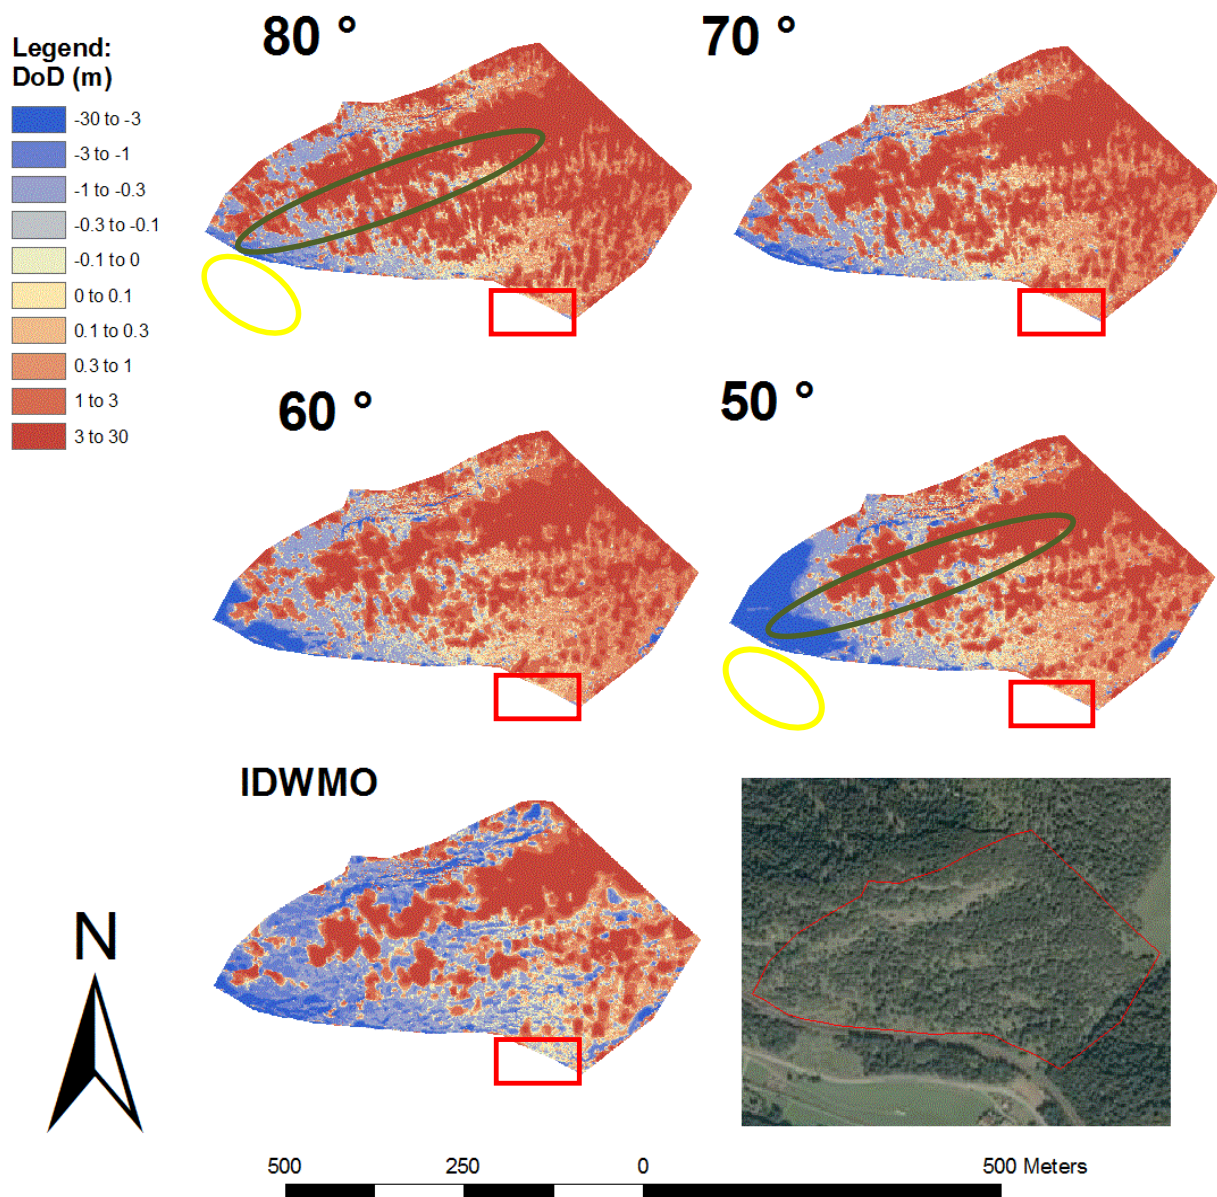 Legend:
DoD (m)
-30 to -3
-3 to -1
-1 to -0.3
-0.3 to -0.1
-0.1 to 0
0 to 0.1
0.1 to 0.3
0.3 to 1
1 to 3
3 to 30
80 °
70 °
60 °
50 °
IDWMO
N
500 250 0 500 Meters